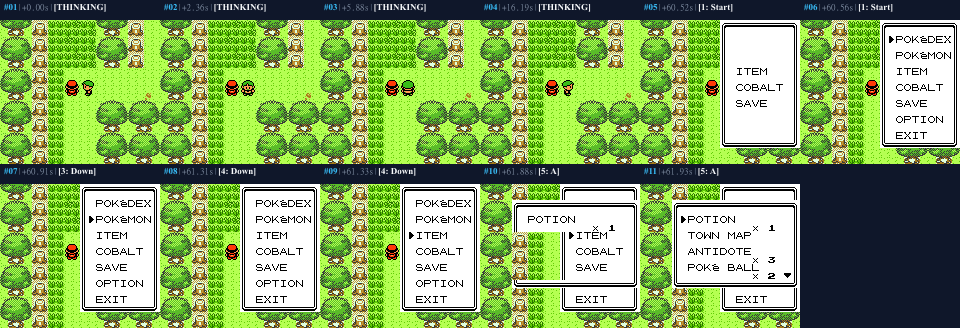 #01 |+0.00s| [THINKING]
#02 |+2.36s| [THINKING]
#03 |+5.88s| [THINKING]
#04 |+16.19s| [THINKING]
#05 |+60.52s| [1: Start]
#06 |+60.56s| [1: Start]
ITEM
COBALT
SAVE
▶POKéDEX
POKéMON
ITEM
COBALT
SAVE
OPTION
EXIT
#07 |+60.91s| [3: Down]
#08 |+61.31s| [4: Down]
#09 |+61.33s| [4: Down]
#10 |+61.88s| [5: A]
#11 |+61.93s| [5: A]
POKéDEX
▶POKéMON
ITEM
COBALT
SAVE
OPTION
EXIT
POKéDEX
POKéMON
ITEM
COBALT
SAVE
OPTION
EXIT
POKéDEX
POKéMON
▶ITEM
COBALT
SAVE
OPTION
EXIT
POTION
× 1
▶ITEM
COBALT
SAVE
EXIT
▶POTION
× 1
TOWN MAP
ANTIDOTE
× 3
POKé BALL
× 2 ▼
EXIT